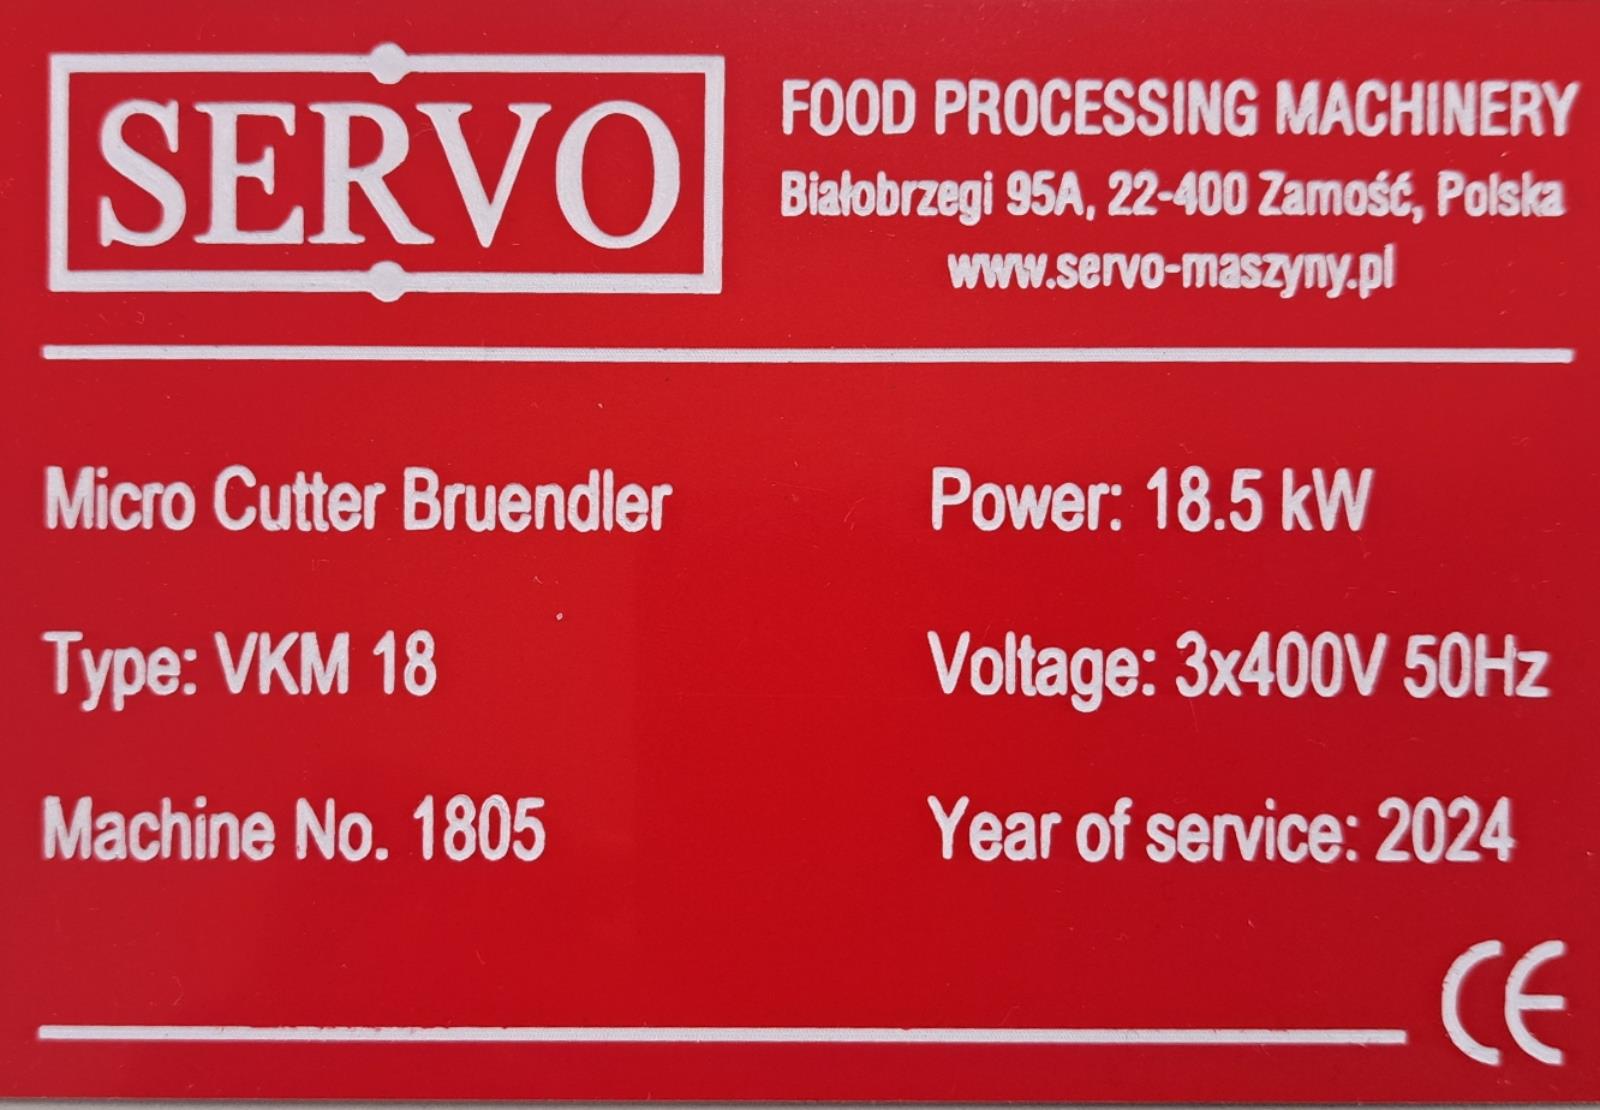 SERVO
FOOD PROCESSING MACHINERY
Białobrzegi 95A, 22-400 Zamość, Polska
www.servo-maszyny.pl
Micro Cutter Bruendler
Power: 18.5 kW
Type: VKM 18
Voltage: 3x400V 50Hz
Machine No. 1805
Year of service: 2024
CE